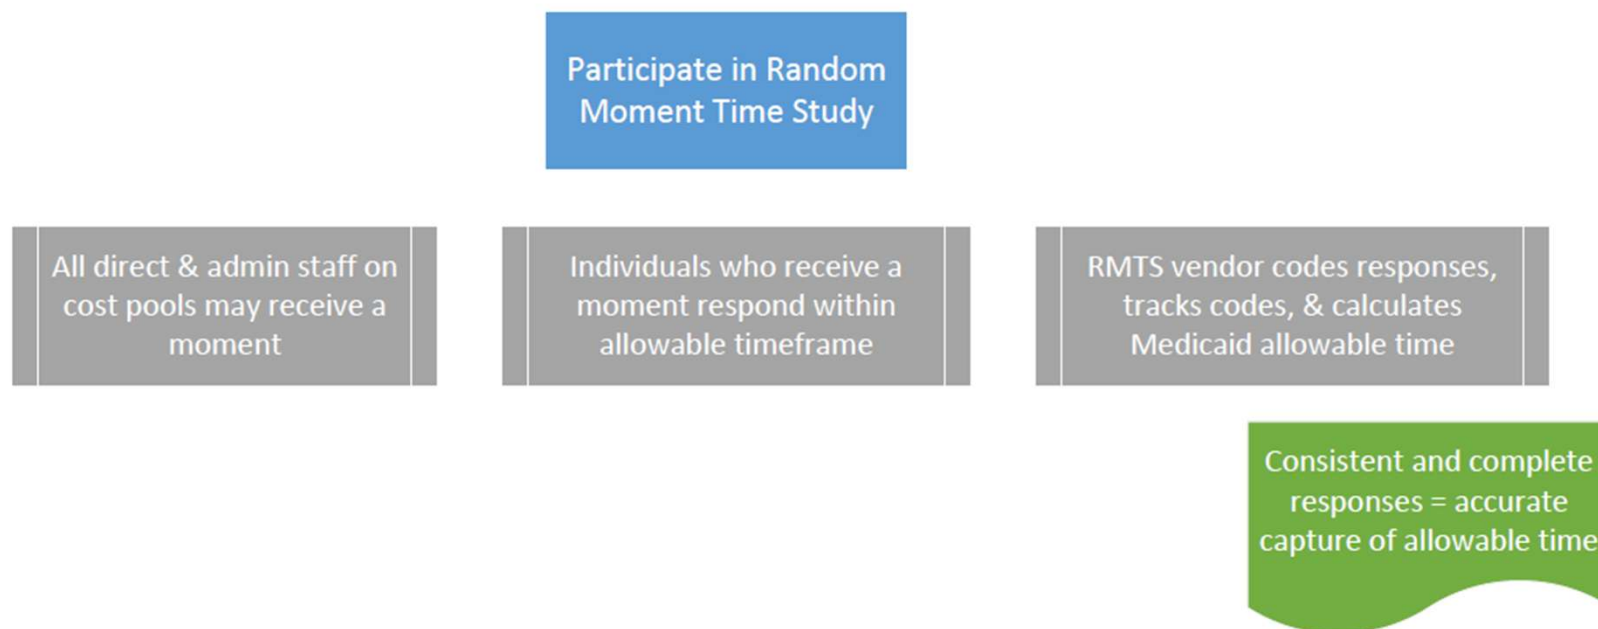 Participate in Random
Moment Time Study
All direct & admin staff on
cost pools may receive a
moment
Individuals who receive a
moment respond within
allowable timeframe
RMTS vendor codes responses,
tracks codes, & calculates
Medicaid allowable time
Consistent and complete
responses = accurate
capture of allowable time